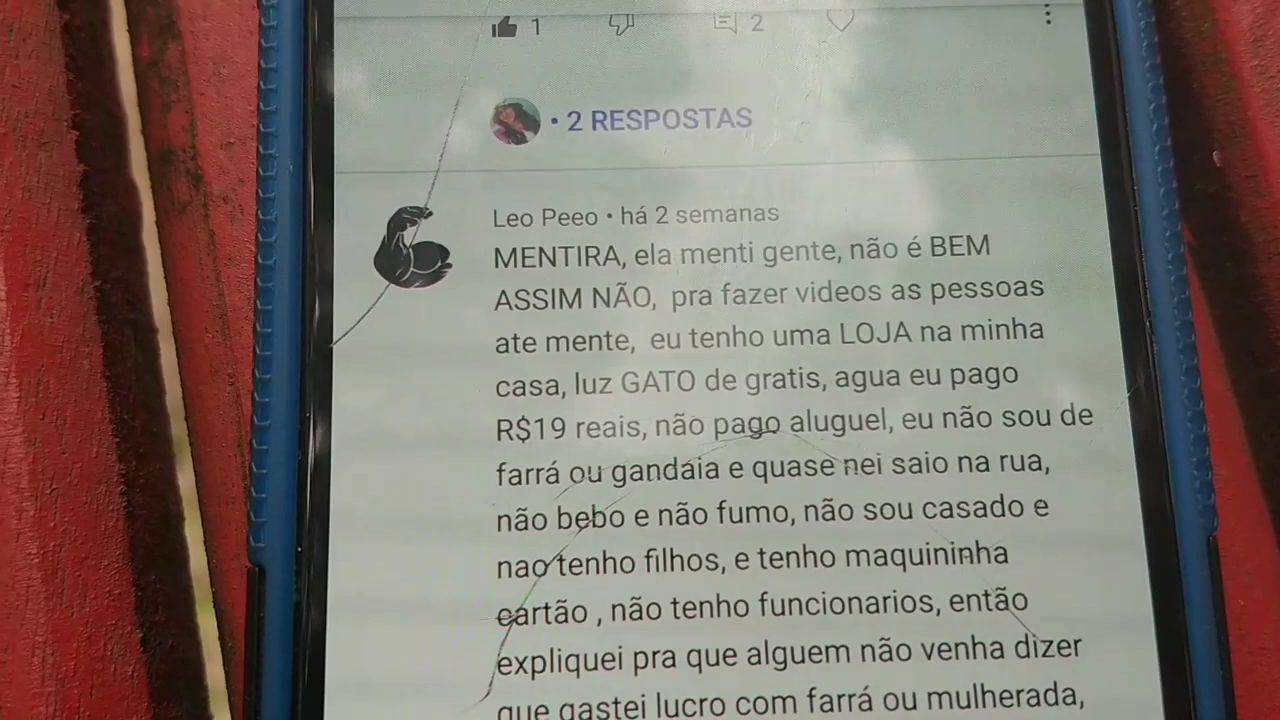 1 2
• 2 RESPOSTAS
Leo Peeo • há 2 semanas
MENTIRA, ela menti gente, não é BEM
ASSIM NÃO, pra fazer videos as pessoas
ate mente, eu tenho uma LOJA na minha
casa, luz GATO de gratis, agua eu pago
R$19 reais, não pago aluguel, eu não sou de
farrá ou gandaia e quase nei saio na rua,
não bebo e não fumo, não sou casado e
nao tenho filhos, e tenho maquininha
cartão , não tenho funcionarios, então
expliquei pra que alguem não venha dizer
que gastei lucro com farrá ou mulherada,